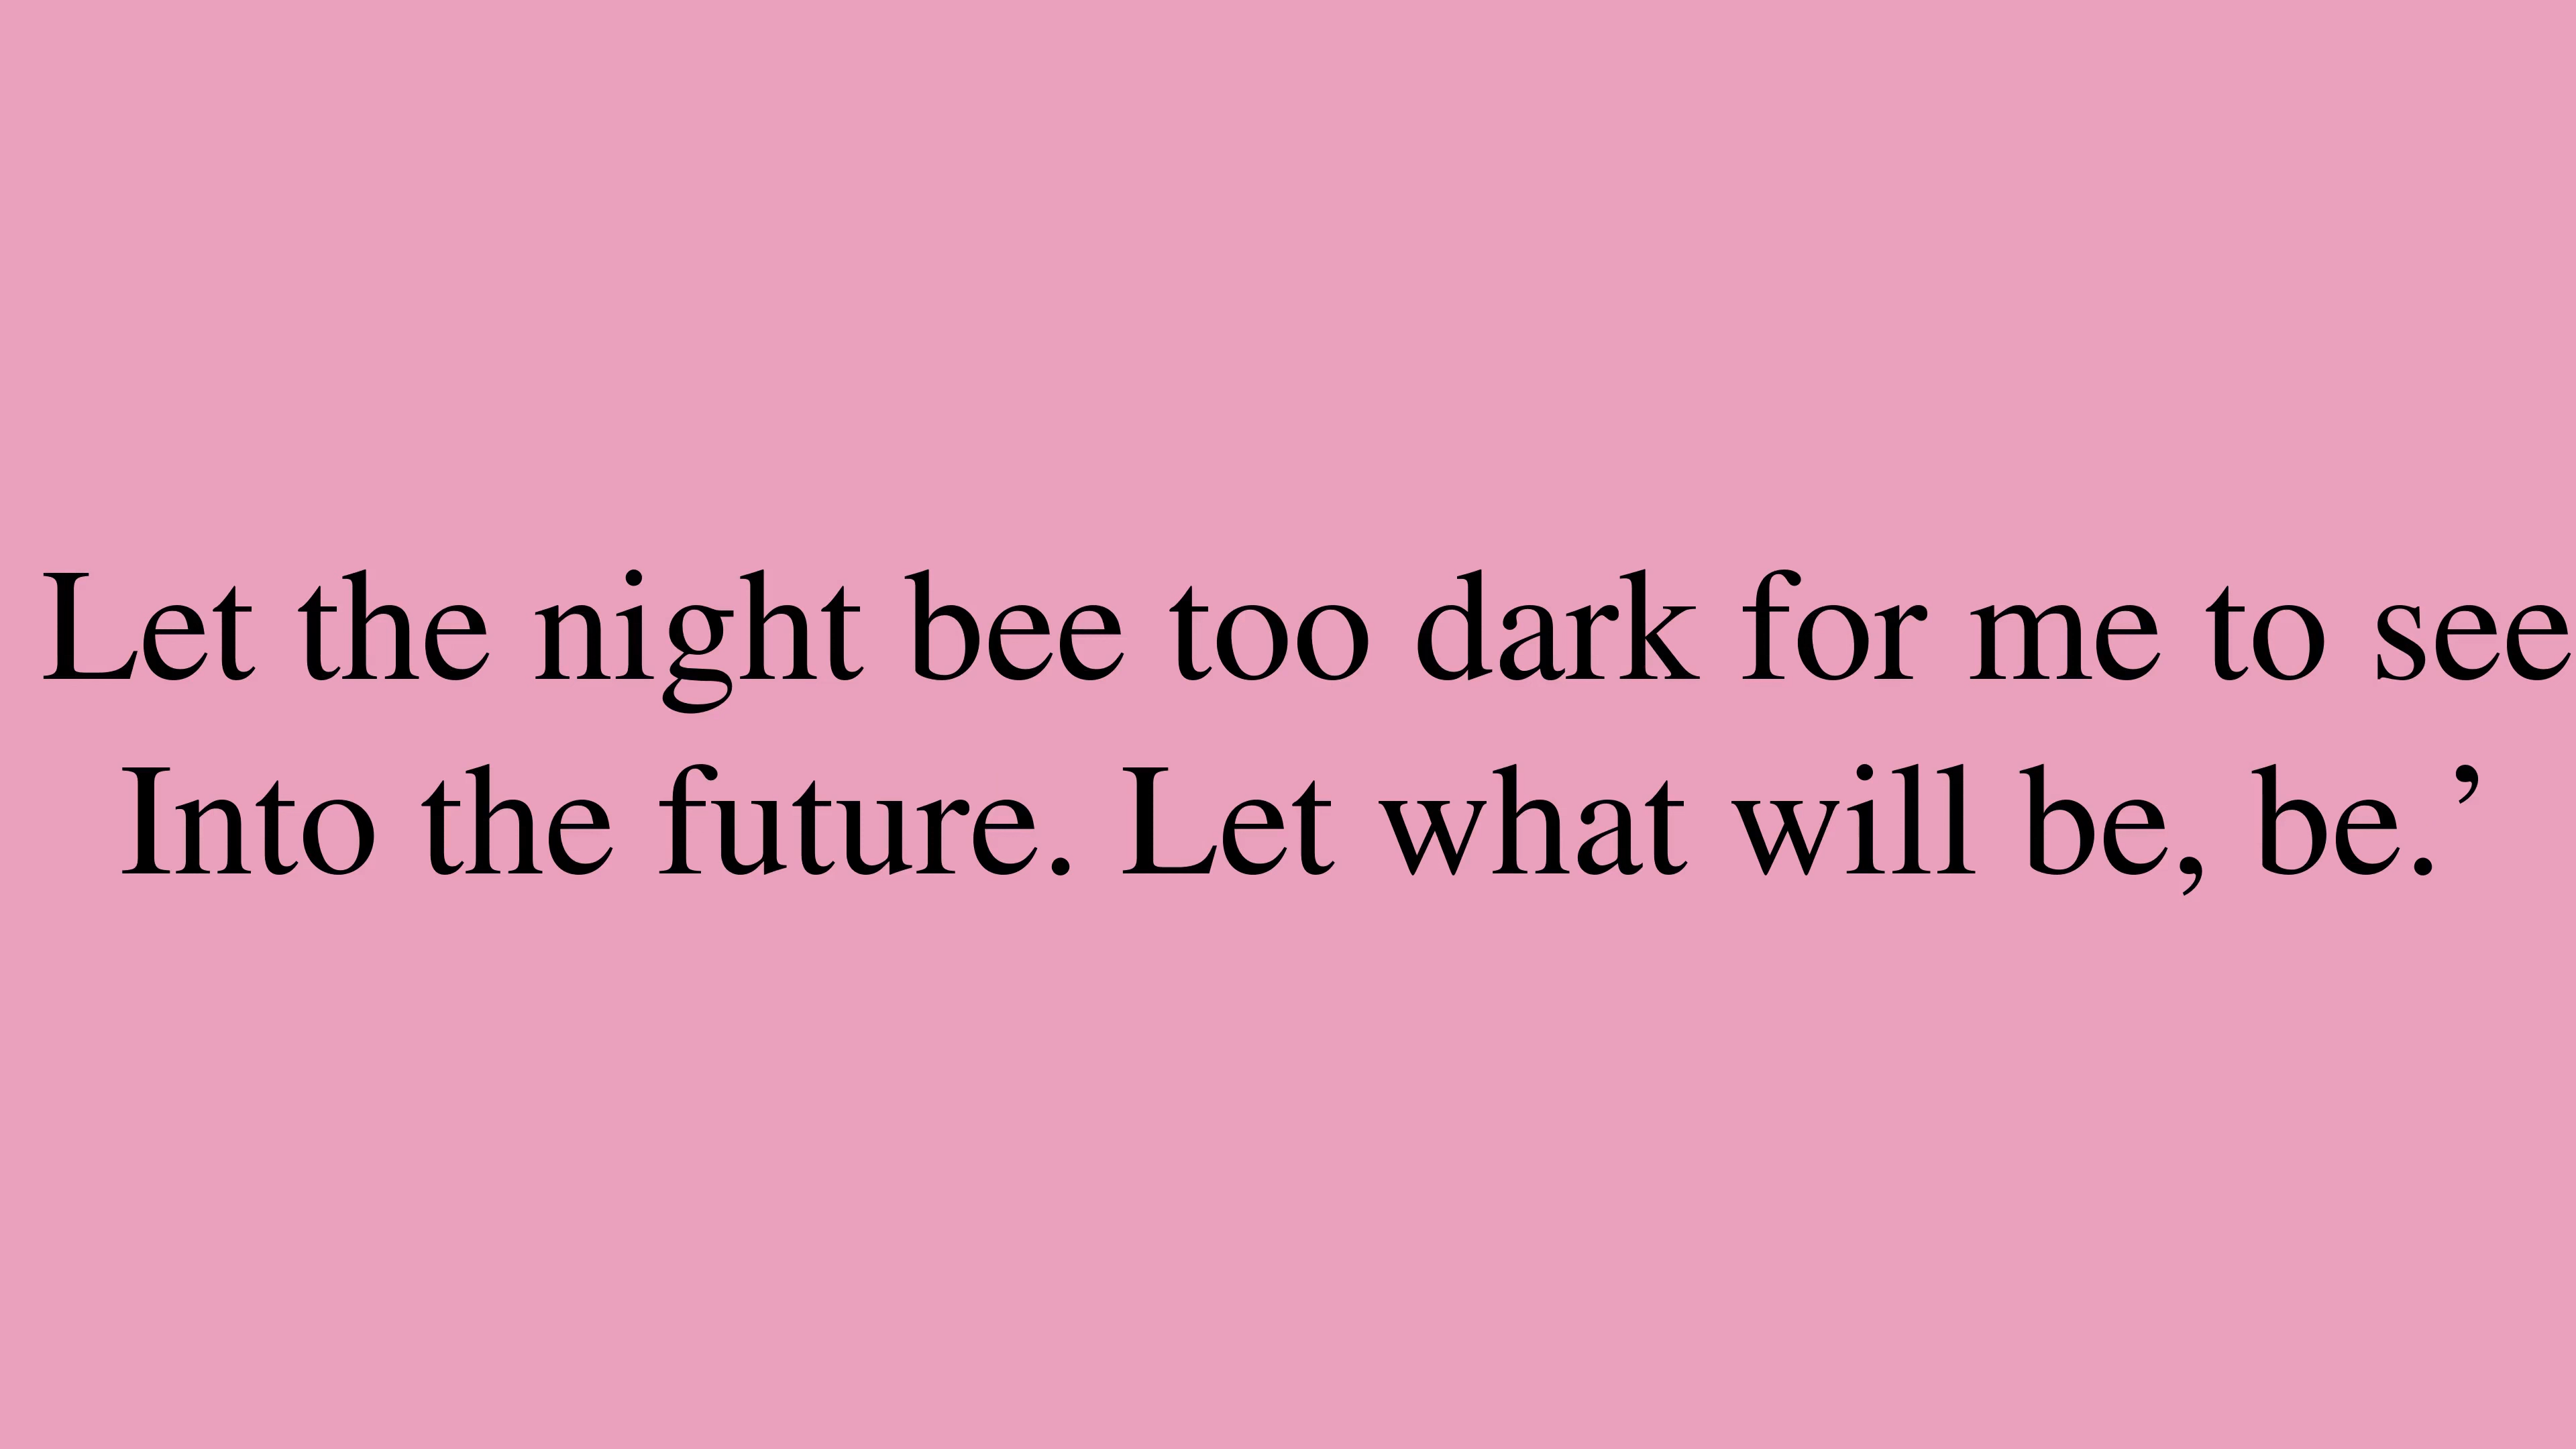 Let the night bee too dark for me to see
Into the future. Let what will be, be.’